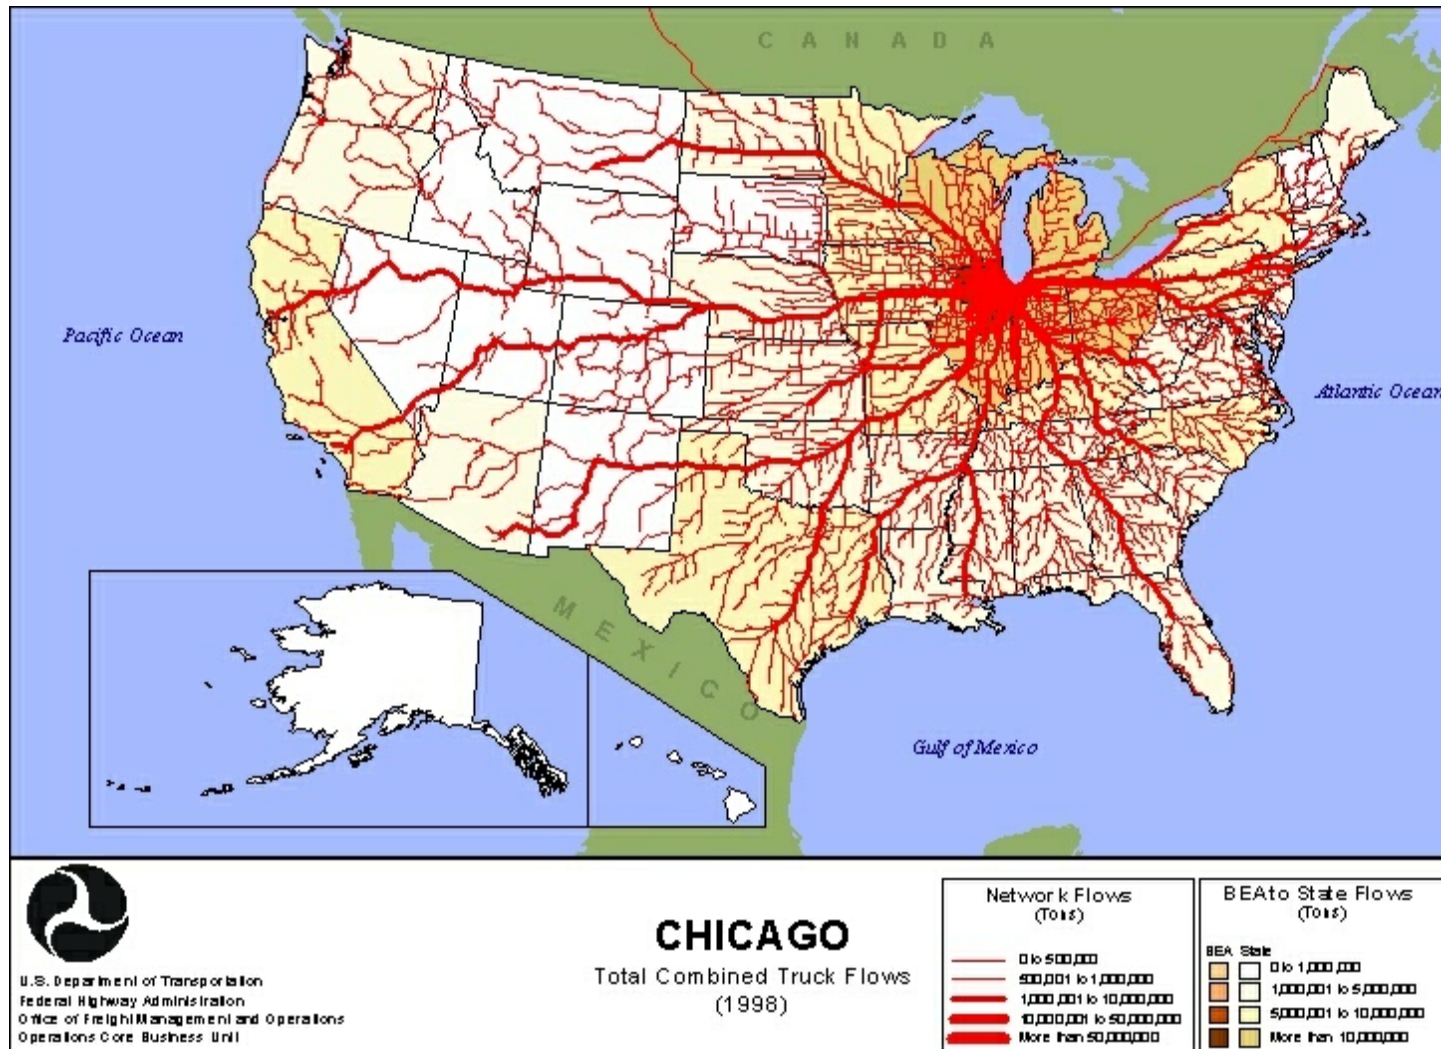 CANADA
Pacific Ocean
Atlantic Ocean
MEXICO
Gulf of Mexico
U.S. Department of Transportation
Federal Highway Administration
Office of Freight Management and Operations
Operations Core Business Unit
CHICAGO
Total Combined Truck Flows
(1998)
Network Flows
(Tons)
0 to 500,000
500,001 to 1,000,000
1,000,001 to 10,000,000
10,000,001 to 50,000,000
More than 50,000,000
BEA to State Flows
(Tons)
BEA State
0 to 1,000,000
1,000,001 to 5,000,000
5,000,001 to 10,000,000
More than 10,000,000